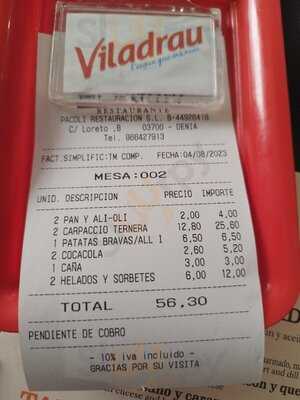 Viladrau
RESTAURANTE
PACOLI RESTAURACION S.L. B-44926418
C/ Loreto ,8 03700 - DENIA
Tel. 966427913
FACT.SIMPLIFIC:TM COMP. FECHA:04/08/2023
MESA:002
UNID. DESCRIPCION PRECIO IMPORTE
2 PAN Y ALI-OLI 2,00 4,00
2 CARPACCIO TERNERA 12,80 25,60
1 PATATAS BRAVAS/ALL I 6,50 6,50
2 COCACOLA 2,60 5,20
1 CAÑA 3,00 3,00
2 HELADOS Y SORBETES 6,00 12,00
TOTAL 56,30
PENDIENTE DE COBRO
- 10% iva incluido -
GRACIAS POR SU VISITA